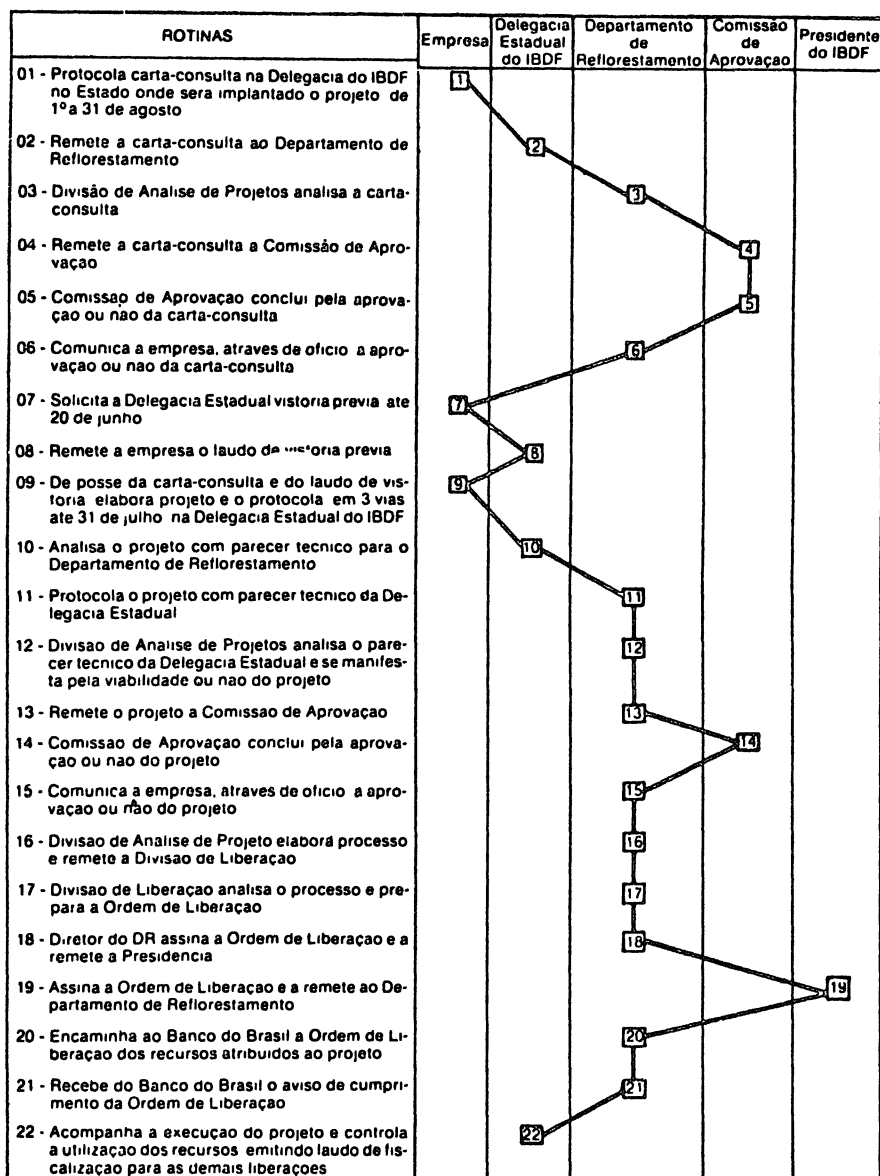 ROTINAS
Empresa
Delegacia
Estadual
do IBDF
Departamento
de
Reflorestamento
Comissão
de
Aprovação
Presidente
do IBDF
01 - Protocola carta-consulta na Delegacia do IBDF
no Estado onde sera implantado o projeto de
1º a 31 de agosto
1
02 - Remete a carta-consulta ao Departamento de
Reflorestamento
2
03 - Divisão de Analise de Projetos analisa a carta-
consulta
3
04 - Remete a carta-consulta a Comissão de Apro-
vaçao
4
05 - Comissao de Aprovaçao conclui pela aprova-
çao ou nao da carta-consulta
5
06 - Comunica a empresa, atraves de oficio a apro-
vaçao ou nao da carta-consulta
6
07 - Solicita a Delegacia Estadual vistoria previa ate
20 de junho
7
08 - Remete a empresa o laudo de vistoria previa
8
09 - De posse da carta-consulta e do laudo de vis-
toria elabora projeto e o protocola em 3 vias
ate 31 de julho na Delegacia Estadual do IBDF
9
10 - Analisa o projeto com parecer tecnico para o
Departamento de Reflorestamento
10
11 - Protocola o projeto com parecer tecnico da De-
legacia Estadual
11
12 - Divisao de Analise de Projetos analisa o pare-
cer tecnico da Delegacia Estadual e se manifes-
ta pela viabilidade ou nao do projeto
12
13 - Remete o projeto a Comissao de Aprovaçao
13
14 - Comissao de Aprovaçao conclui pela aprova-
çao ou nao do projeto
14
15 - Comunica a empresa, atraves de oficio a apro-
vaçao ou não do projeto
15
16 - Divisao de Analise de Projeto elabora processo
e remete a Divisao de Liberaçao
16
17 - Divisao de Liberaçao analisa o processo e pre-
para a Ordem de Liberaçao
17
18 - Diretor do DR assina a Ordem de Liberaçao e a
remete a Presidencia
18
19 - Assina a Ordem de Liberaçao e a remete ao De-
partamento de Reflorestamento
19
20 - Encaminha ao Banco do Brasil a Ordem de Li-
beraçao dos recursos atribuidos ao projeto
20
21 - Recebe do Banco do Brasil o aviso de cumpri-
mento da Ordem de Liberaçao
21
22 - Acompanha a execuçao do projeto e controla
a utilizaçao dos recursos emitindo laudo de fis-
calizaçao para as demais liberaçoes
22